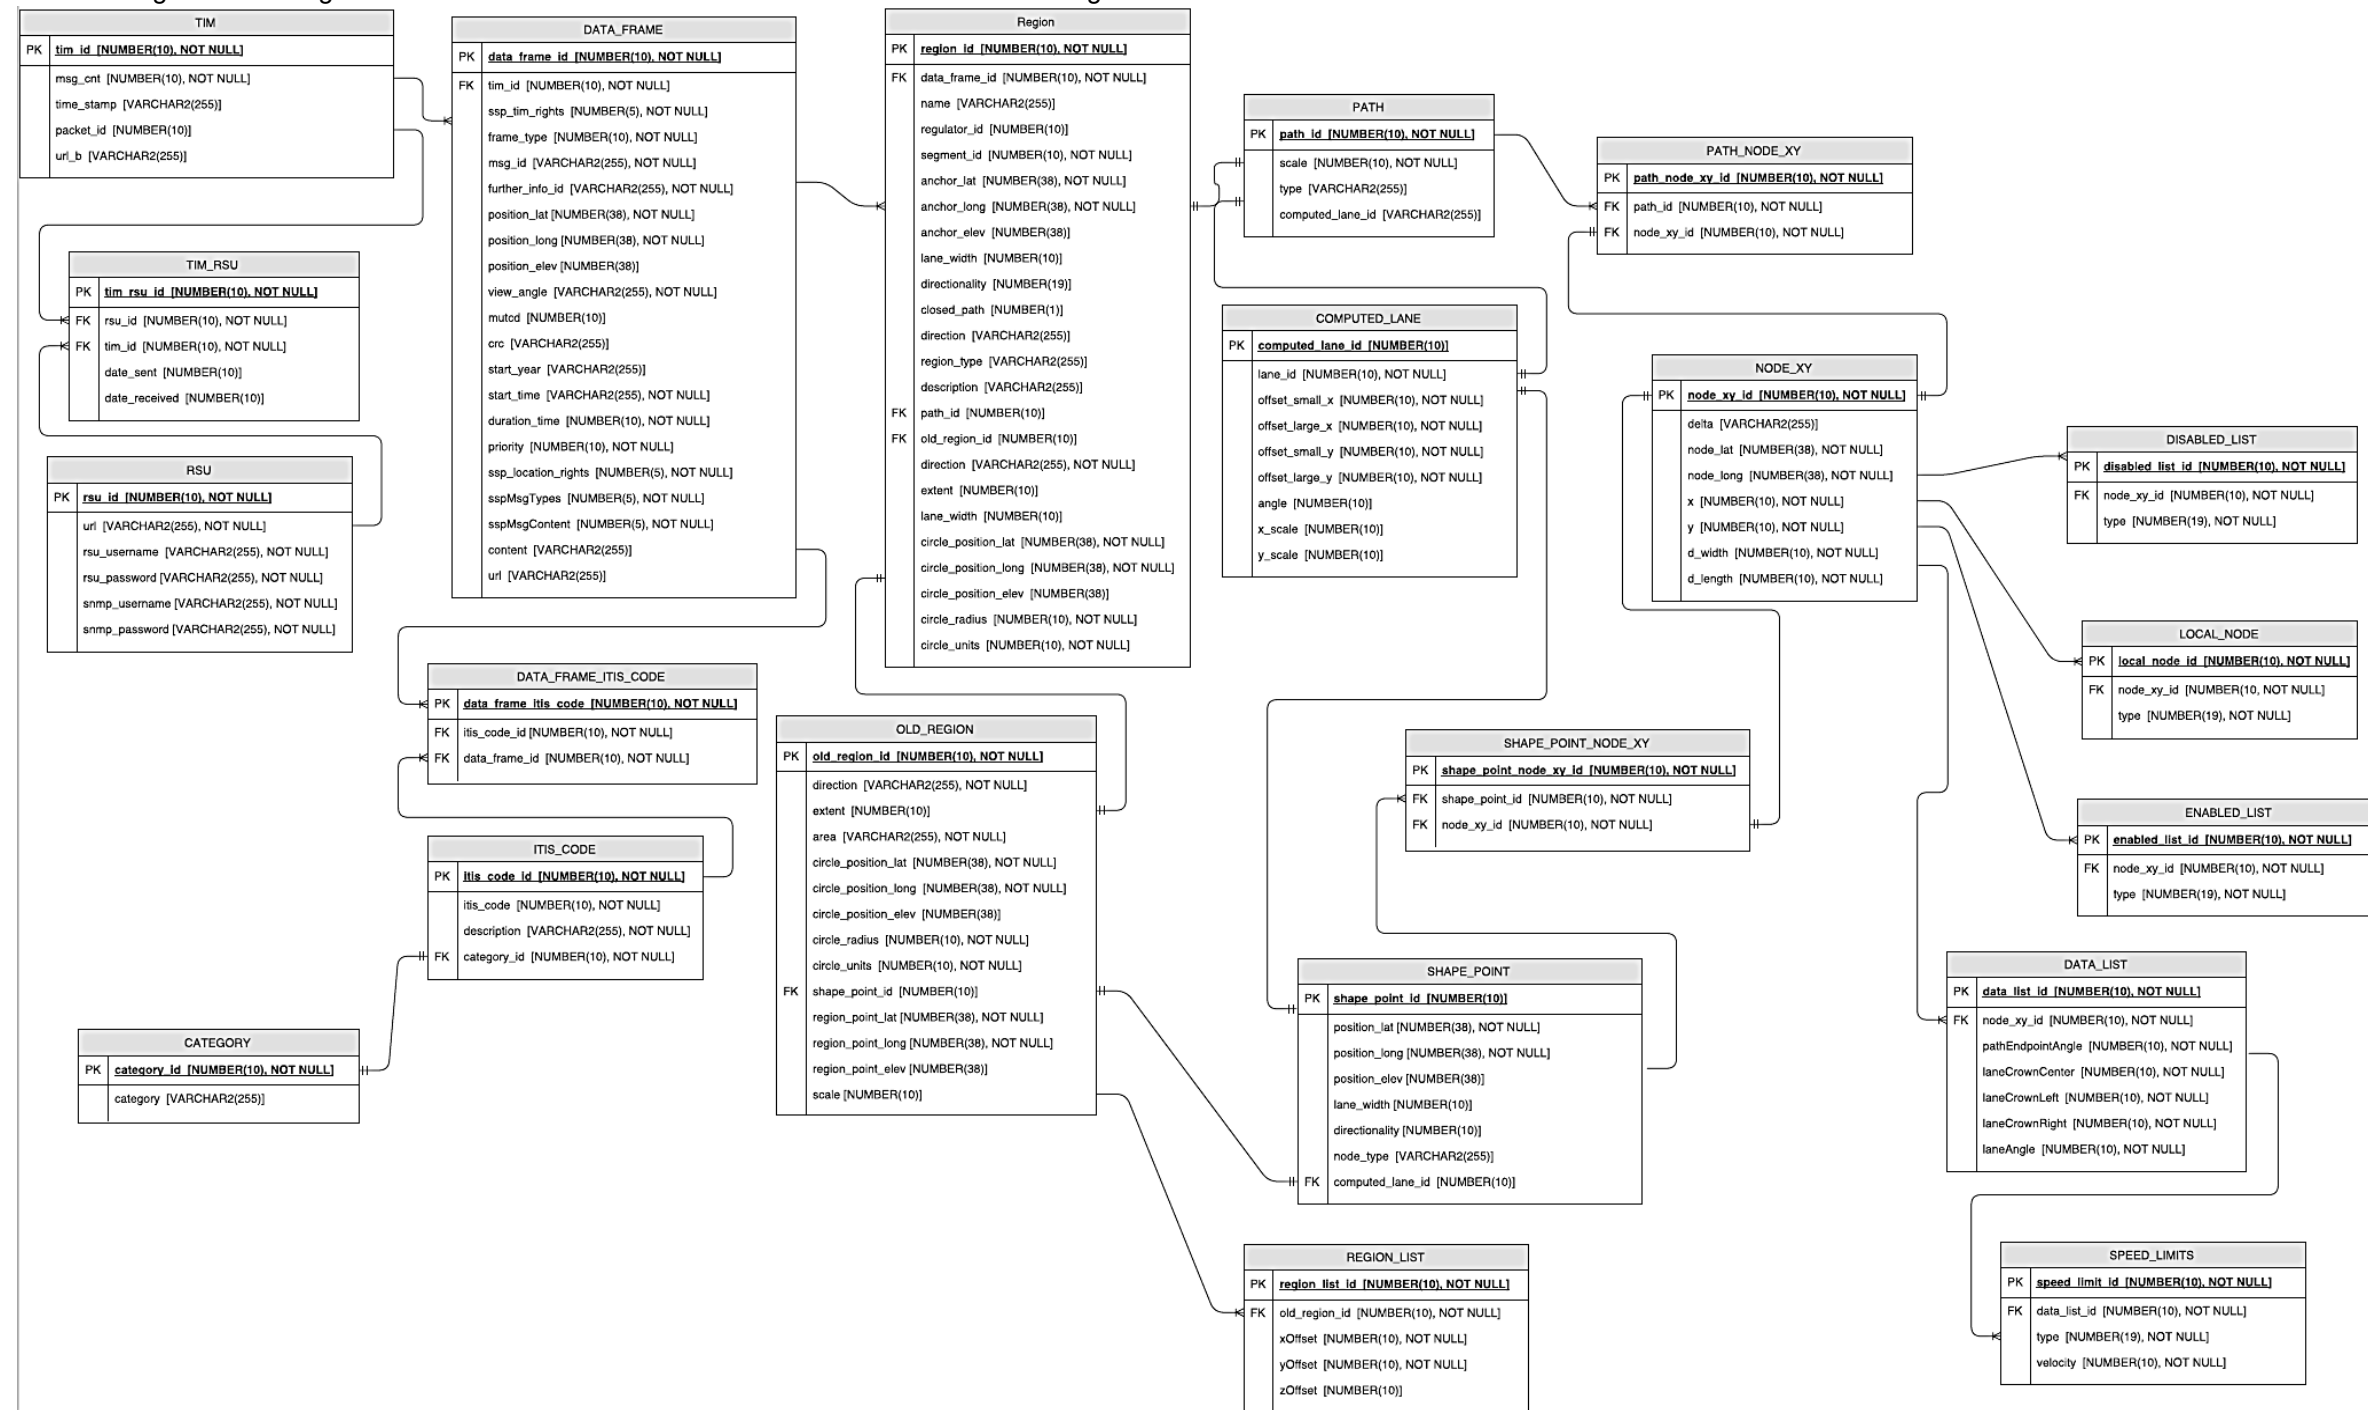 TIM
PK tim_id [NUMBER(10), NOT NULL]
msg_cnt [NUMBER(10), NOT NULL]
time_stamp [VARCHAR2(255)]
packet_id [NUMBER(10)]
url_b [VARCHAR2(255)]
TIM_RSU
PK tim_rsu_id [NUMBER(10), NOT NULL]
FK rsu_id [NUMBER(10), NOT NULL]
FK tim_id [NUMBER(10), NOT NULL]
date_sent [NUMBER(10)]
date_received [NUMBER(10)]
RSU
PK rsu_id [NUMBER(10), NOT NULL]
url [VARCHAR2(255), NOT NULL]
rsu_username [VARCHAR2(255), NOT NULL]
rsu_password [VARCHAR2(255), NOT NULL]
snmp_username [VARCHAR2(255), NOT NULL]
snmp_password [VARCHAR2(255), NOT NULL]
DATA_FRAME
PK data_frame_id [NUMBER(10), NOT NULL]
FK tim_id [NUMBER(10), NOT NULL]
ssp_tim_rights [NUMBER(5), NOT NULL]
frame_type [NUMBER(10), NOT NULL]
msg_id [VARCHAR2(255), NOT NULL]
further_info_id [VARCHAR2(255), NOT NULL]
position_lat [NUMBER(38), NOT NULL]
position_long [NUMBER(38), NOT NULL]
position_elev [NUMBER(38)]
view_angle [VARCHAR2(255), NOT NULL]
mutcd [NUMBER(10)]
crc [VARCHAR2(255)]
start_year [VARCHAR2(255)]
start_time [VARCHAR2(255), NOT NULL]
duration_time [NUMBER(10), NOT NULL]
priority [NUMBER(10), NOT NULL]
ssp_location_rights [NUMBER(5), NOT NULL]
sspMsgTypes [NUMBER(5), NOT NULL]
sspMsgContent [NUMBER(5), NOT NULL]
content [VARCHAR2(255)]
url [VARCHAR2(255)]
DATA_FRAME_ITIS_CODE
PK data_frame_itis_code [NUMBER(10), NOT NULL]
FK itis_code_id [NUMBER(10), NOT NULL]
FK data_frame_id [NUMBER(10), NOT NULL]
ITIS_CODE
PK itis_code_id [NUMBER(10), NOT NULL]
itis_code [NUMBER(10), NOT NULL]
description [VARCHAR2(255), NOT NULL]
FK category_id [NUMBER(10), NOT NULL]
CATEGORY
PK category_id [NUMBER(10), NOT NULL]
category [VARCHAR2(255)]
Region
PK region_id [NUMBER(10), NOT NULL]
FK data_frame_id [NUMBER(10), NOT NULL]
name [VARCHAR2(255)]
regulator_id [NUMBER(10)]
segment_id [NUMBER(10), NOT NULL]
anchor_lat [NUMBER(38), NOT NULL]
anchor_long [NUMBER(38), NOT NULL]
anchor_elev [NUMBER(38)]
lane_width [NUMBER(10)]
directionality [NUMBER(19)]
closed_path [NUMBER(1)]
direction [VARCHAR2(255)]
region_type [VARCHAR2(255)]
description [VARCHAR2(255)]
FK path_id [NUMBER(10)]
FK old_region_id [NUMBER(10)]
direction [VARCHAR2(255), NOT NULL]
extent [NUMBER(10)]
lane_width [NUMBER(10)]
circle_position_lat [NUMBER(38), NOT NULL]
circle_position_long [NUMBER(38), NOT NULL]
circle_position_elev [NUMBER(38)]
circle_radius [NUMBER(10), NOT NULL]
circle_units [NUMBER(10), NOT NULL]
OLD_REGION
PK old_region_id [NUMBER(10), NOT NULL]
direction [VARCHAR2(255), NOT NULL]
extent [NUMBER(10)]
area [VARCHAR2(255), NOT NULL]
circle_position_lat [NUMBER(38), NOT NULL]
circle_position_long [NUMBER(38), NOT NULL]
circle_position_elev [NUMBER(38)]
circle_radius [NUMBER(10), NOT NULL]
circle_units [NUMBER(10), NOT NULL]
FK shape_point_id [NUMBER(10)]
region_point_lat [NUMBER(38), NOT NULL]
region_point_long [NUMBER(38), NOT NULL]
region_point_elev [NUMBER(38)]
scale [NUMBER(10)]
PATH
PK path_id [NUMBER(10), NOT NULL]
scale [NUMBER(10), NOT NULL]
type [VARCHAR2(255)]
computed_lane_id [VARCHAR2(255)]
COMPUTED_LANE
PK computed_lane_id [NUMBER(10)]
lane_id [NUMBER(10), NOT NULL]
offset_small_x [NUMBER(10), NOT NULL]
offset_large_x [NUMBER(10), NOT NULL]
offset_small_y [NUMBER(10), NOT NULL]
offset_large_y [NUMBER(10), NOT NULL]
angle [NUMBER(10)]
x_scale [NUMBER(10)]
y_scale [NUMBER(10)]
PATH_NODE_XY
PK path_node_xy_id [NUMBER(10), NOT NULL]
FK path_id [NUMBER(10), NOT NULL]
FK node_xy_id [NUMBER(10), NOT NULL]
NODE_XY
PK node_xy_id [NUMBER(10), NOT NULL]
delta [VARCHAR2(255)]
node_lat [NUMBER(38), NOT NULL]
node_long [NUMBER(38), NOT NULL]
x [NUMBER(10), NOT NULL]
y [NUMBER(10), NOT NULL]
d_width [NUMBER(10), NOT NULL]
d_length [NUMBER(10), NOT NULL]
SHAPE_POINT_NODE_XY
PK shape_point_node_xy_id [NUMBER(10), NOT NULL]
FK shape_point_id [NUMBER(10), NOT NULL]
FK node_xy_id [NUMBER(10), NOT NULL]
SHAPE_POINT
PK shape_point_id [NUMBER(10)]
position_lat [NUMBER(38), NOT NULL]
position_long [NUMBER(38), NOT NULL]
position_elev [NUMBER(38)]
lane_width [NUMBER(10)]
directionality [NUMBER(10)]
node_type [VARCHAR2(255)]
FK computed_lane_id [NUMBER(10)]
REGION_LIST
PK region_list_id [NUMBER(10), NOT NULL]
FK old_region_id [NUMBER(10), NOT NULL]
xOffset [NUMBER(10), NOT NULL]
yOffset [NUMBER(10), NOT NULL]
zOffset [NUMBER(10)]
DISABLED_LIST
PK disabled_list_id [NUMBER(10), NOT NULL]
FK node_xy_id [NUMBER(10), NOT NULL]
type [NUMBER(19), NOT NULL]
LOCAL_NODE
PK local_node_id [NUMBER(10), NOT NULL]
FK node_xy_id [NUMBER(10, NOT NULL]
type [NUMBER(19), NOT NULL]
ENABLED_LIST
PK enabled_list_id [NUMBER(10), NOT NULL]
FK node_xy_id [NUMBER(10), NOT NULL]
type [NUMBER(19), NOT NULL]
DATA_LIST
PK data_list_id [NUMBER(10), NOT NULL]
FK node_xy_id [NUMBER(10), NOT NULL]
pathEndpointAngle [NUMBER(10), NOT NULL]
laneCrownCenter [NUMBER(10), NOT NULL]
laneCrownLeft [NUMBER(10), NOT NULL]
laneCrownRight [NUMBER(10), NOT NULL]
laneAngle [NUMBER(10), NOT NULL]
SPEED_LIMITS
PK speed_limit_id [NUMBER(10), NOT NULL]
FK data_list_id [NUMBER(10), NOT NULL]
type [NUMBER(19), NOT NULL]
velocity [NUMBER(10), NOT NULL]